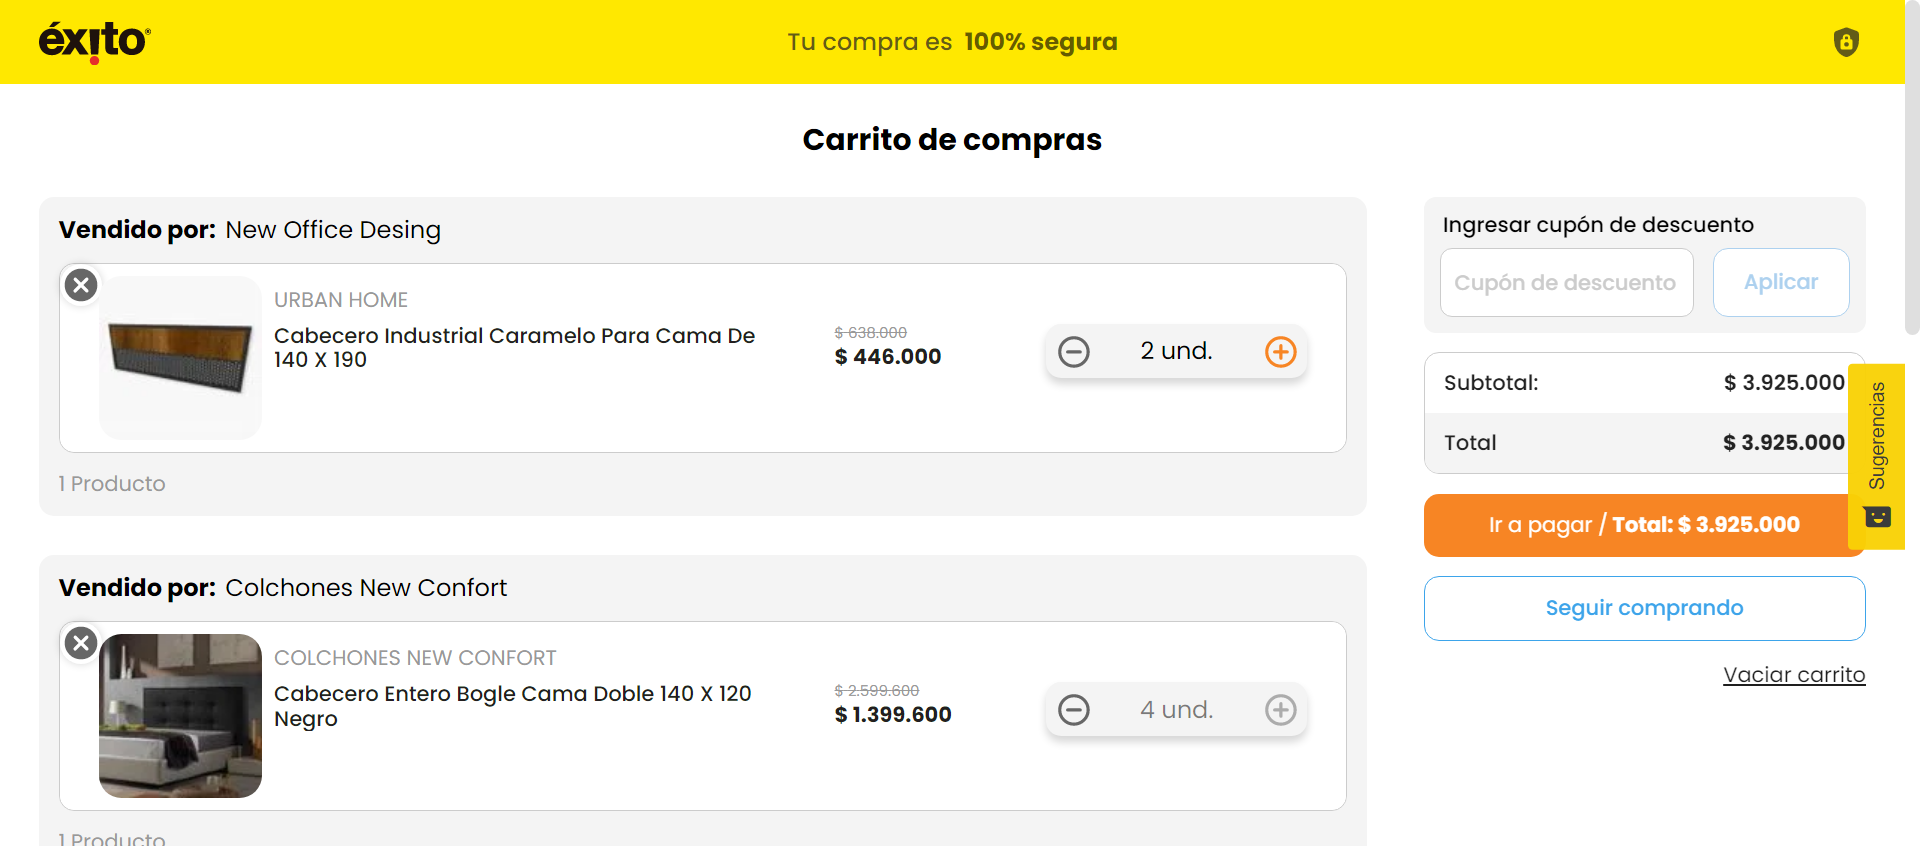 éxito®
Tu compra es 100% segura
Carrito de compras
Vendido por: New Office Desing
URBAN HOME
Cabecero Industrial Caramelo Para Cama De
140 X 190
$ 638.000
$ 446.000
2 und.
1 Producto
Vendido por: Colchones New Confort
COLCHONES NEW CONFORT
Cabecero Entero Bogle Cama Doble 140 X 120
Negro
$ 2.599.600
$ 1.399.600
4 und.
1 Producto
Ingresar cupón de descuento
Cupón de descuento
Aplicar
Subtotal: $ 3.925.000
Total $ 3.925.000
Ir a pagar / Total: $ 3.925.000
Seguir comprando
Vaciar carrito
Sugerencias